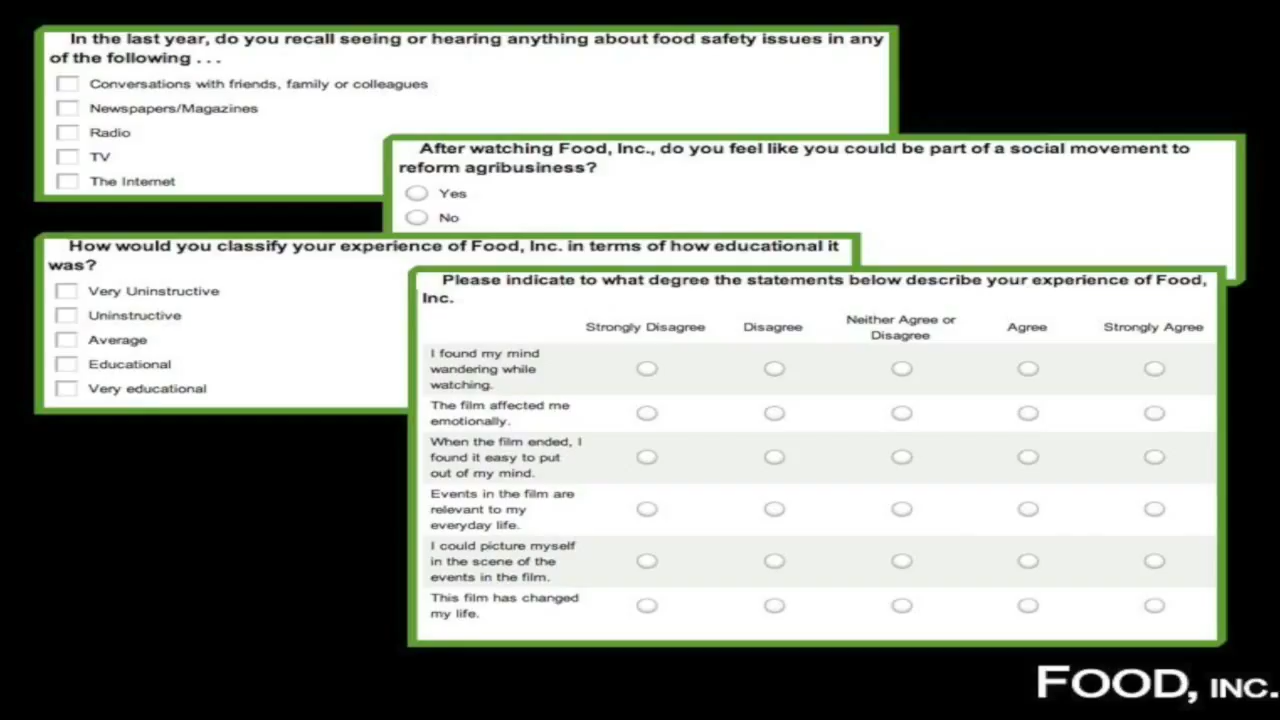 In the last year, do you recall seeing or hearing anything about food safety issues in any
of the following . . .
Conversations with friends, family or colleagues
Newspapers/Magazines
Radio
TV
The Internet
After watching Food, Inc., do you feel like you could be part of a social movement to
reform agribusiness?
Yes
No
How would you classify your experience of Food, Inc. in terms of how educational it
was?
Very Uninstructive
Uninstructive
Average
Educational
Very educational
Please indicate to what degree the statements below describe your experience of Food,
Inc.
Strongly Disagree
Disagree
Neither Agree or
Disagree
Agree
Strongly Agree
I found my mind
wandering while
watching.
The film affected me
emotionally.
When the film ended, I
found it easy to put
out of my mind.
Events in the film are
relevant to my
everyday life.
I could picture myself
in the scene of the
events in the film.
This film has changed
my life.
FOOD, INC.